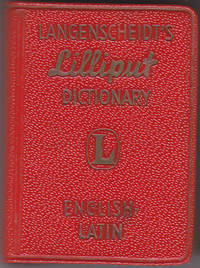 LANGENSCHEIDT'S
Lilliput
DICTIONARY
L
ENGLISH-
LATIN